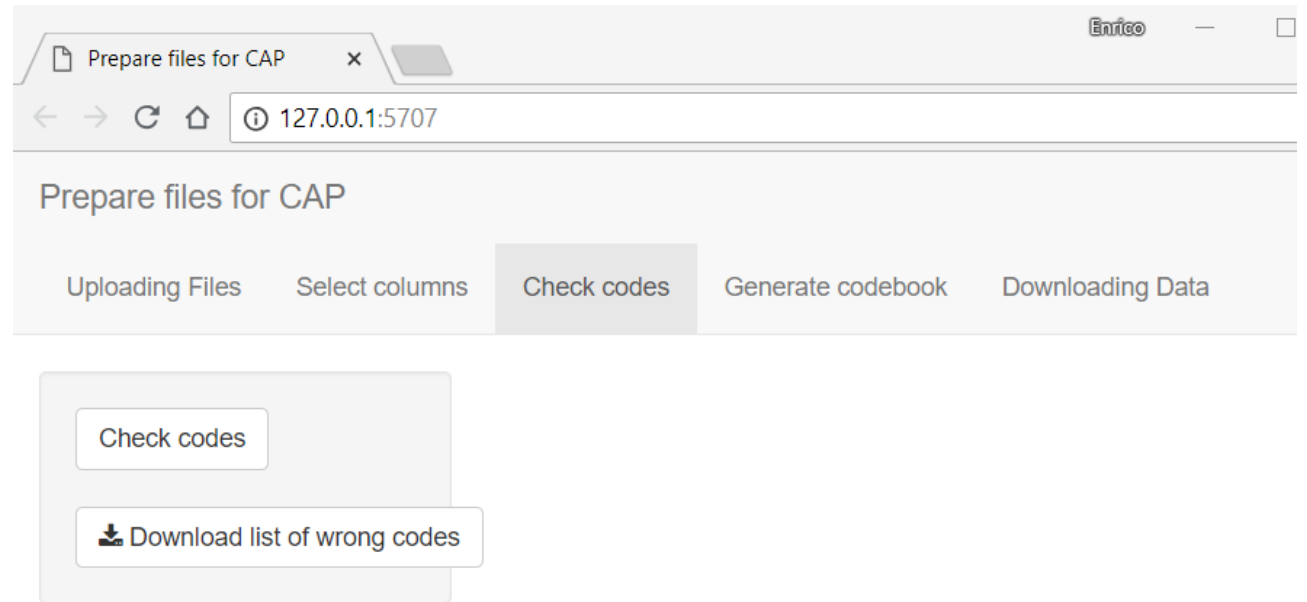 Enrico
Prepare files for CAP
127.0.0.1:5707
Prepare files for CAP
Uploading Files Select columns Check codes Generate codebook Downloading Data
Check codes
Download list of wrong codes